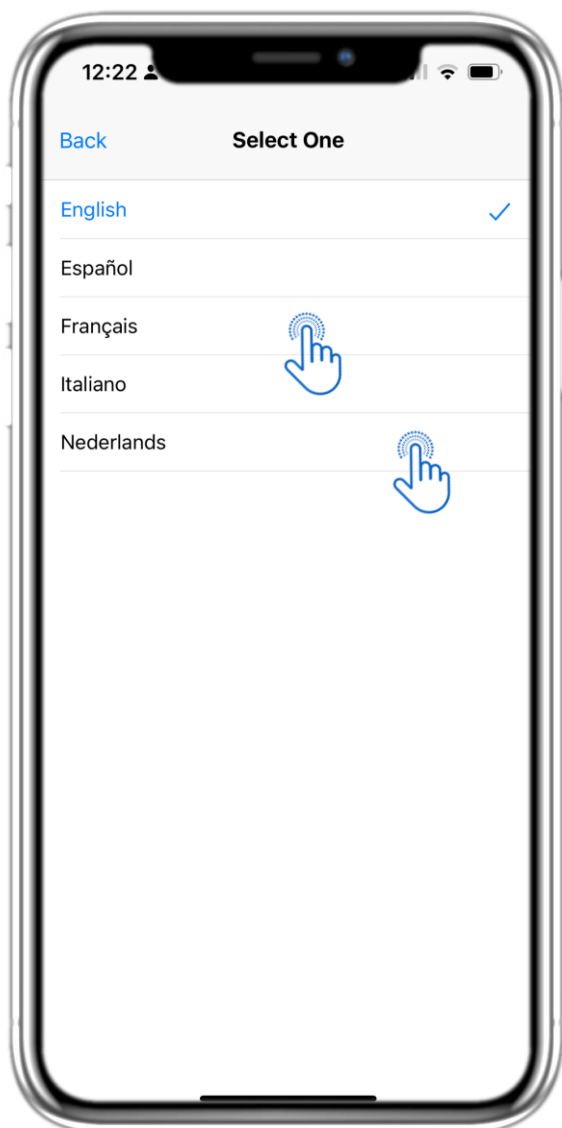 12:22
Back
Select One
English
Español
Français
Italiano
Nederlands